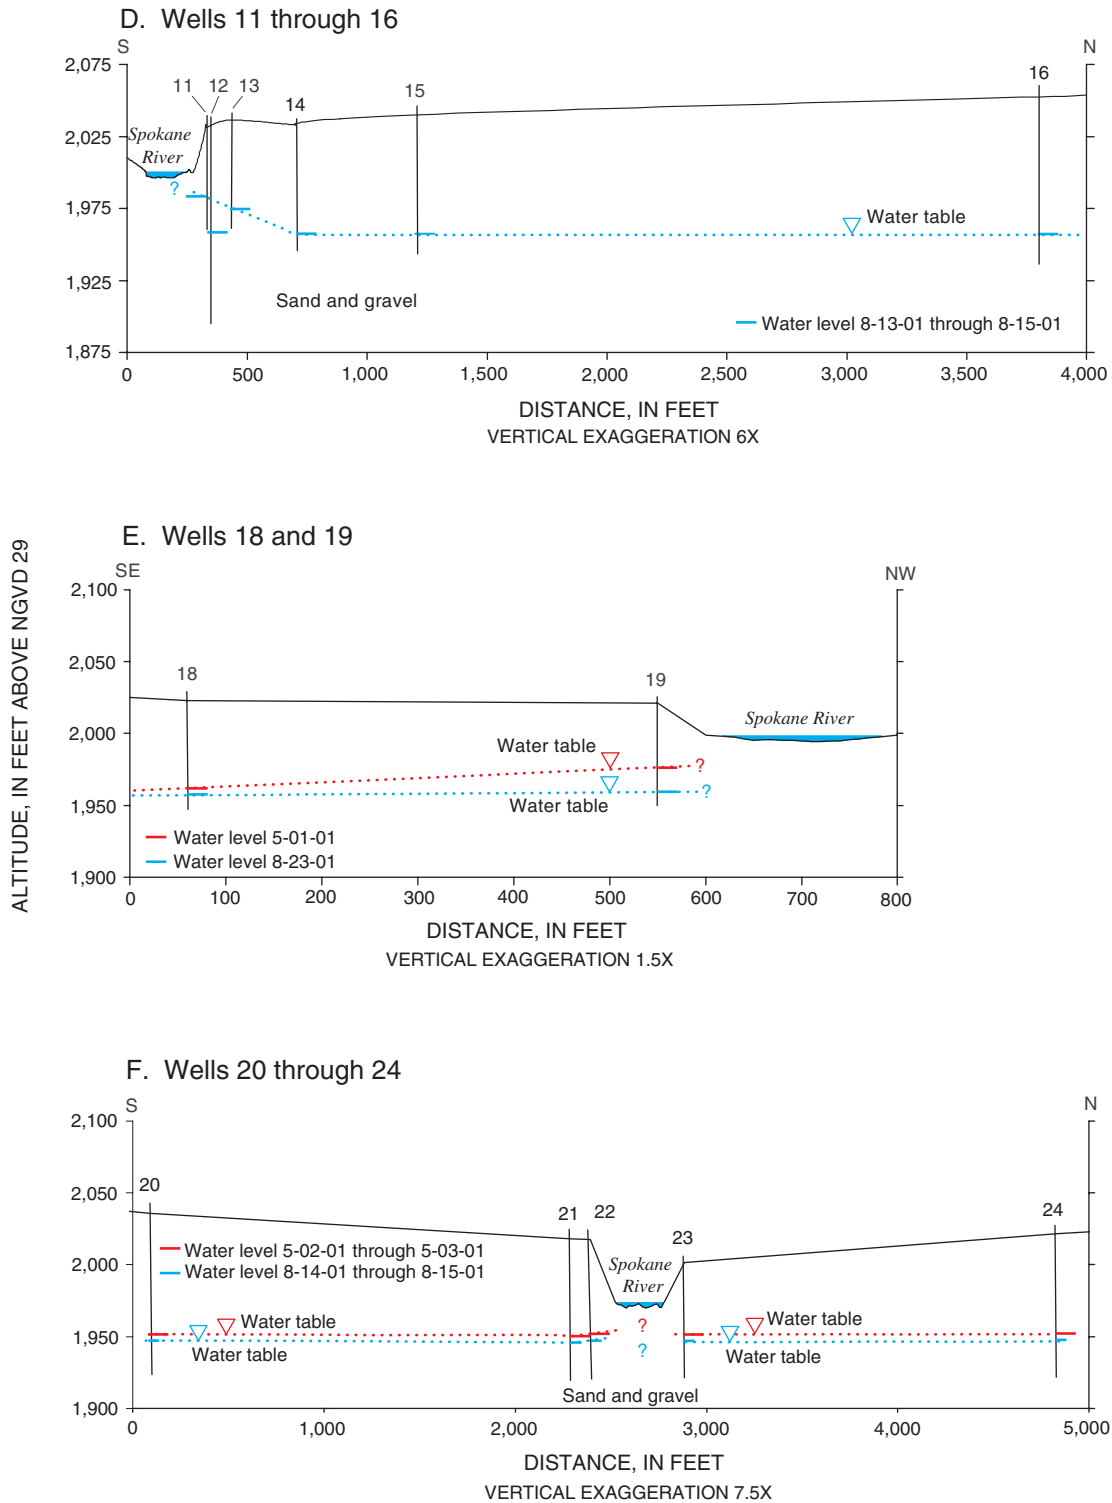 D. Wells 11 through 16
S
N
2,075
2,025
1,975
1,925
1,875
11
12
13
14
15
16
Spokane
River
?
Water table
Sand and gravel
Water level 8-13-01 through 8-15-01
0
500
1,000
1,500
2,000
2,500
3,000
3,500
4,000
DISTANCE, IN FEET
VERTICAL EXAGGERATION 6X
ALTITUDE, IN FEET ABOVE NGVD 29
E. Wells 18 and 19
SE
NW
2,100
2,050
2,000
1,950
1,900
18
19
Spokane River
Water table
?
?
Water table
Water level 5-01-01
Water level 8-23-01
0
100
200
300
400
500
600
700
800
DISTANCE, IN FEET
VERTICAL EXAGGERATION 1.5X
F. Wells 20 through 24
S
N
2,100
2,050
2,000
1,950
1,900
20
21
22
23
24
Water level 5-02-01 through 5-03-01
Water level 8-14-01 through 8-15-01
Spokane
River
Water table
Water table
?
?
Water table
Water table
Sand and gravel
0
1,000
2,000
3,000
4,000
5,000
DISTANCE, IN FEET
VERTICAL EXAGGERATION 7.5X